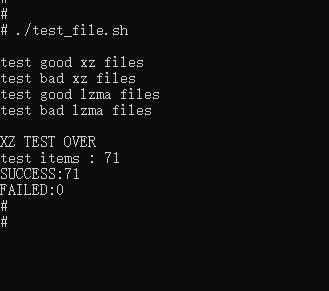 #
#
# ./test_file.sh
test good xz files
test bad xz files
test good lzma files
test bad lzma files
XZ TEST OVER
test items : 71
SUCCESS:71
FAILED:0
#
#